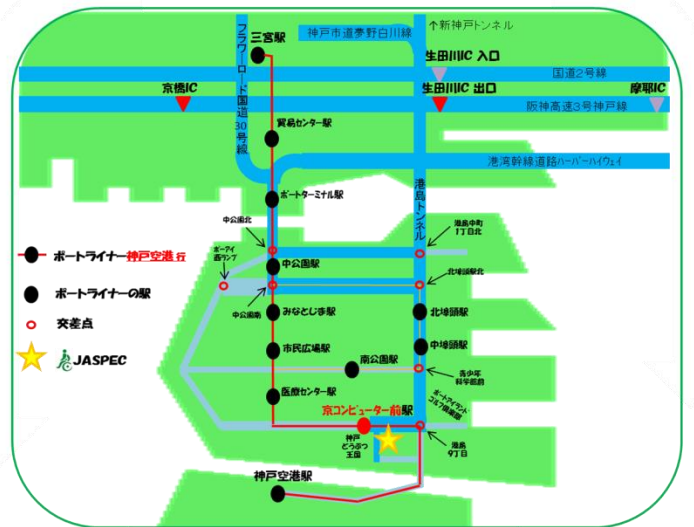 三宮駅
神戸市道夢野白川線
↑新神戸トンネル
フラワーロード国道30号線
生田川IC 入口
国道2号線
京橋IC
生田川IC 出口
摩耶IC
阪神高速3号神戸線
貿易センター駅
港湾幹線道路ハーバーハイウェイ
港島トンネル
ポートターミナル駅
中公園北
港島中町
1丁目北
ポーアイ
西ランプ
ポートライナー神戸空港 行
中公園駅
北埠頭駅北
ポートライナーの駅
中公園南
みなとじま駅
北埠頭駅
交差点
市民広場駅
中埠頭駅
JASPEC
南公園駅
青少年
科学館前
医療センター駅
京コンピューター前駅
ポートアイランド
ゴルフ倶楽部
神戸
どうぶつ
王国
港島
9丁目
神戸空港駅